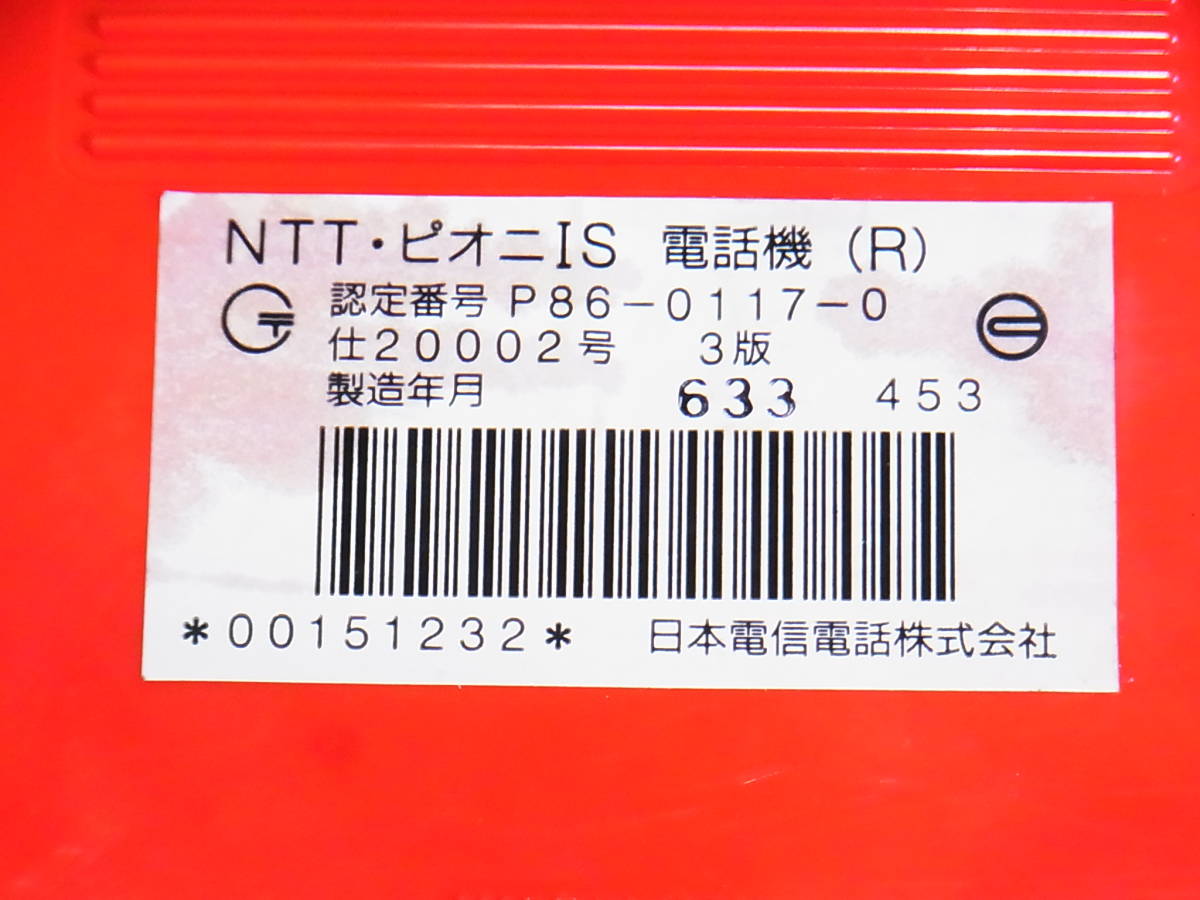 NTT・ピオニIS 電話機 (R)
認定番号 P86-0117-0
仕20002号 3版
製造年月 633 453
*00151232* 日本電信電話株式会社